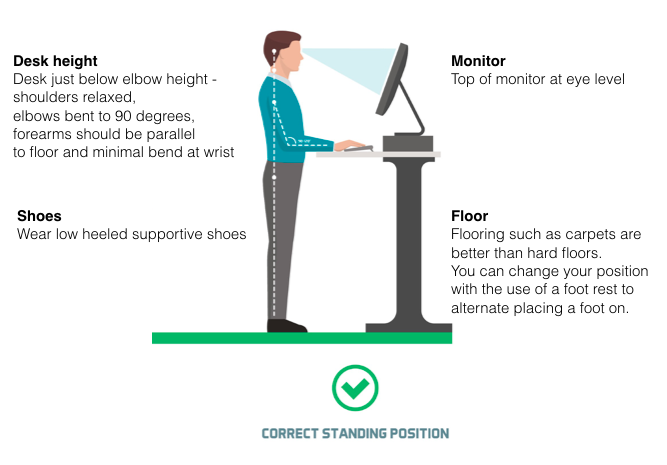 Desk height
Desk just below elbow height -
shoulders relaxed,
elbows bent to 90 degrees,
forearms should be parallel
to floor and minimal bend at wrist
Monitor
Top of monitor at eye level
Shoes
Wear low heeled supportive shoes
Floor
Flooring such as carpets are
better than hard floors.
You can change your position
with the use of a foot rest to
alternate placing a foot on.
CORRECT STANDING POSITION